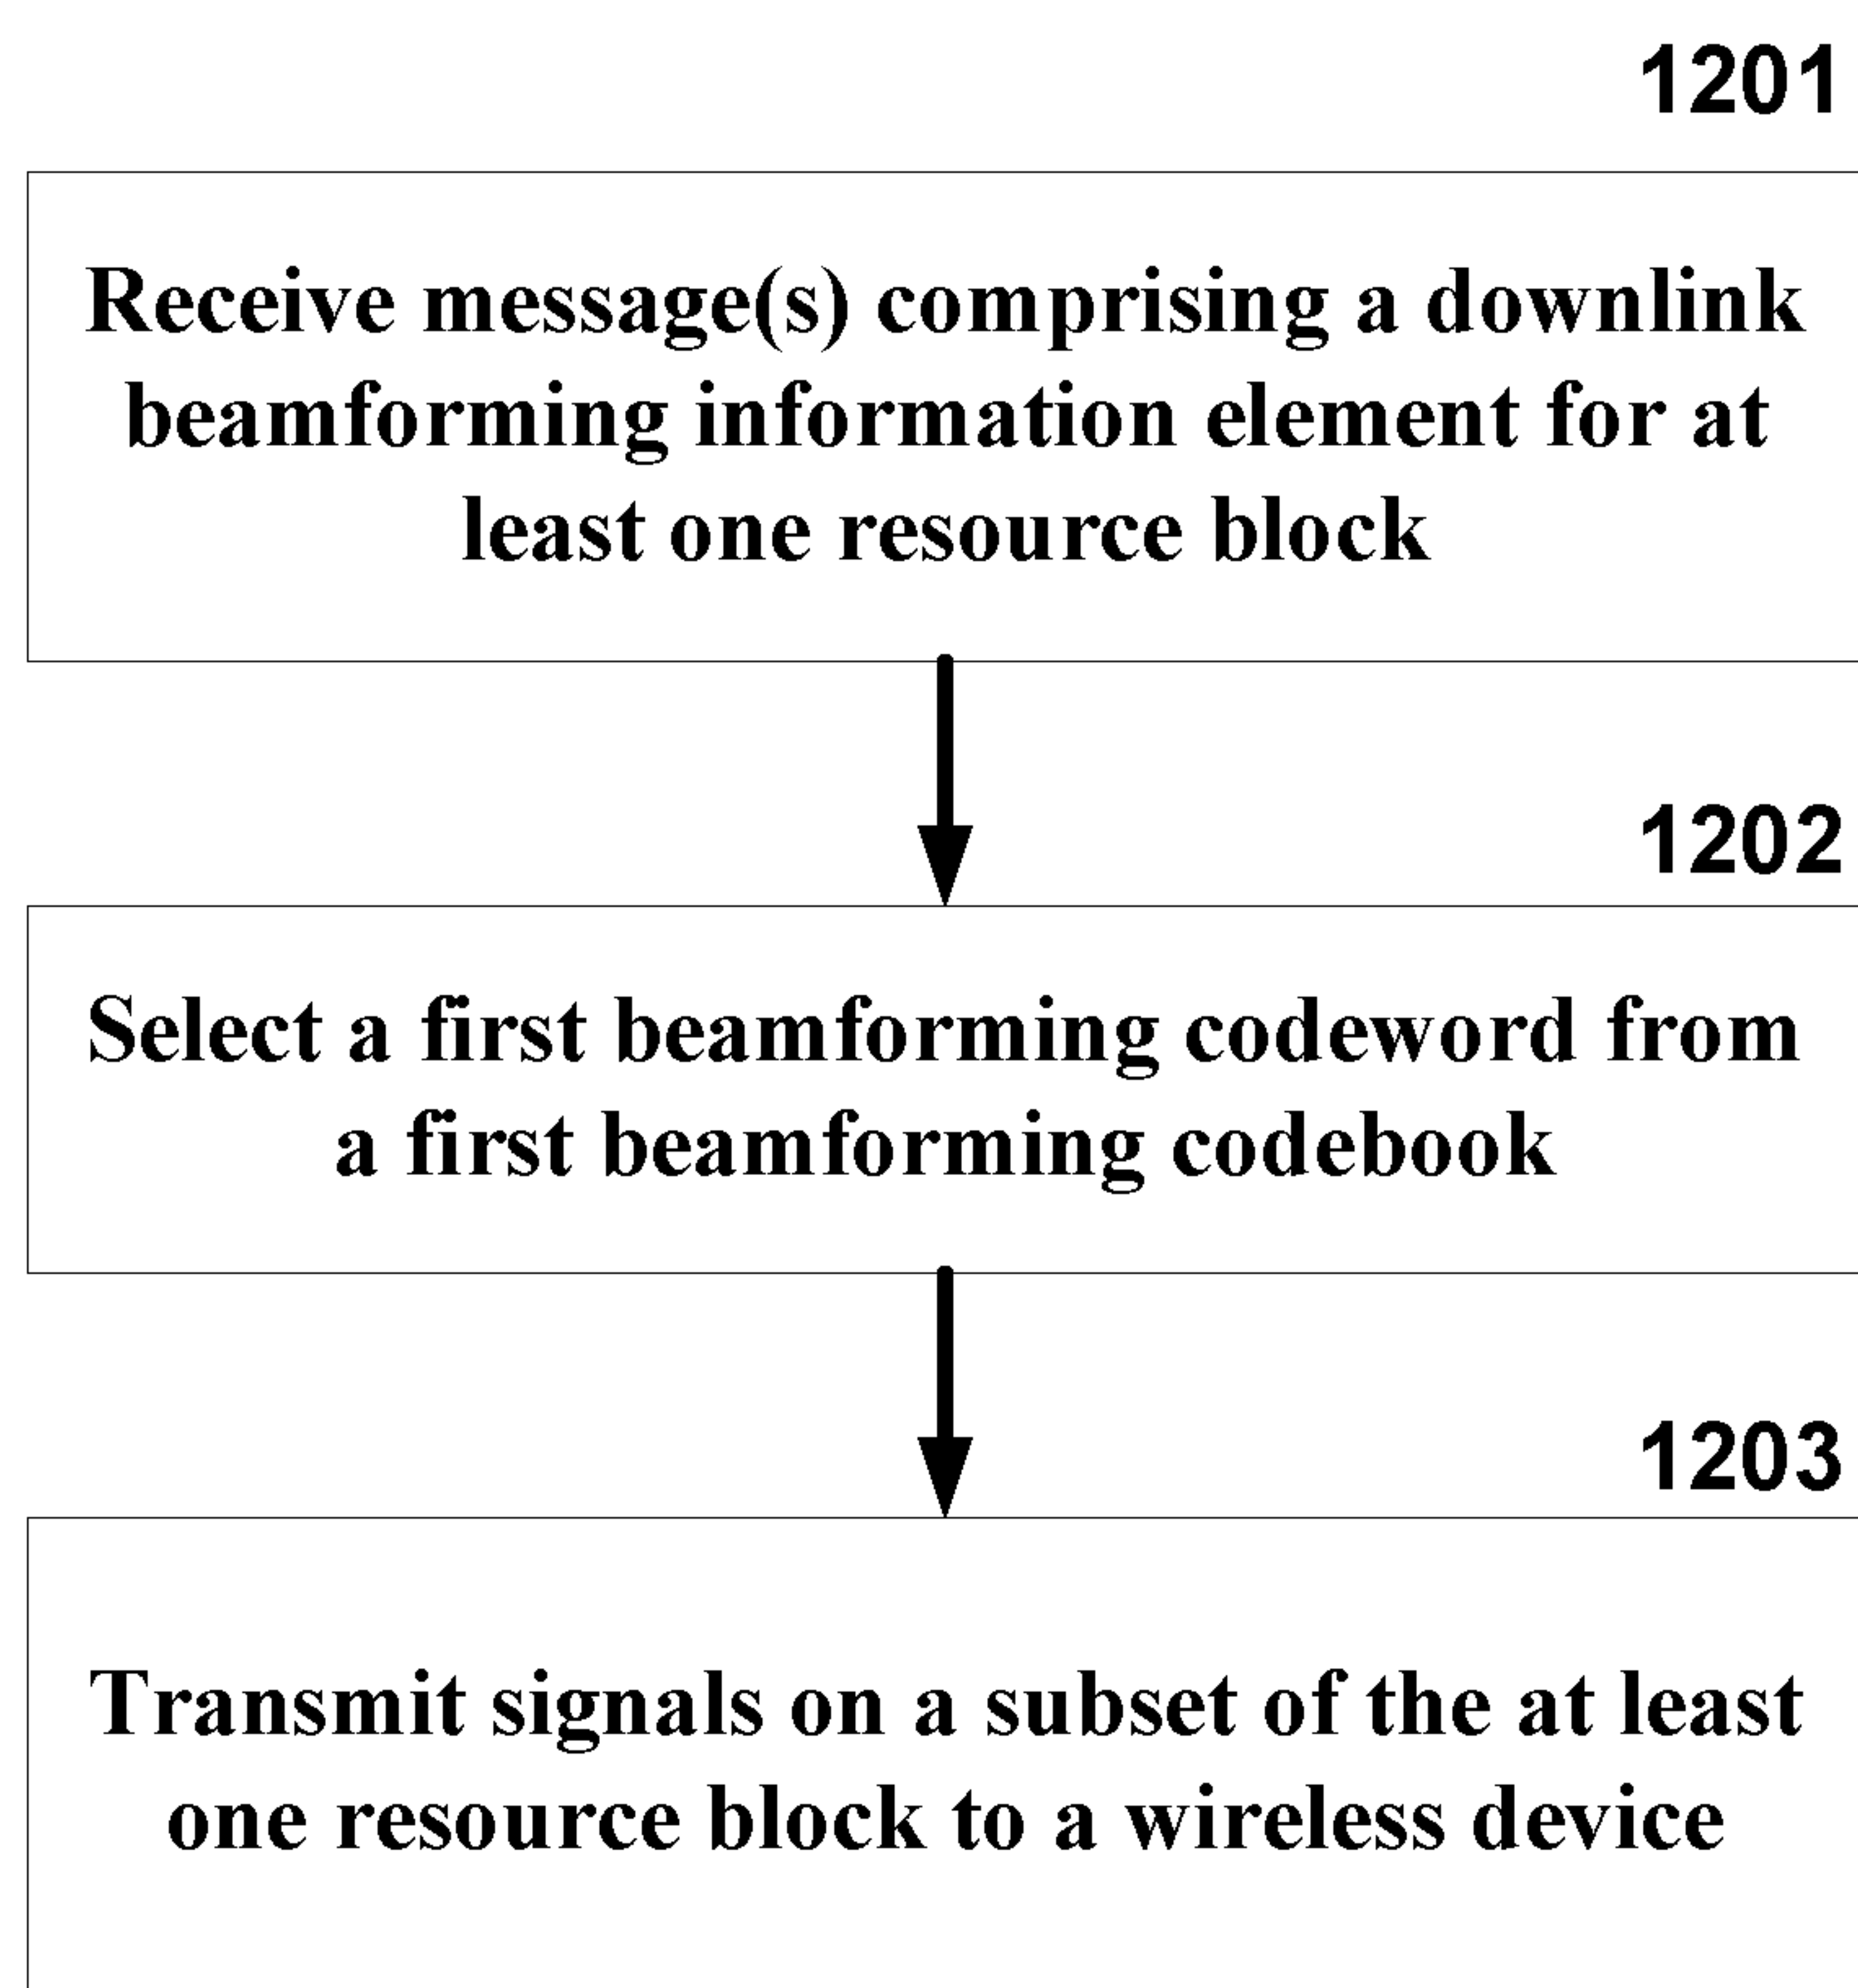 1201
Receive message(s) comprising a downlink
beamforming information element for at
least one resource block
1202
Select a first beamforming codeword from
a first beamforming codebook
1203
Transmit signals on a subset of the at least
one resource block to a wireless device